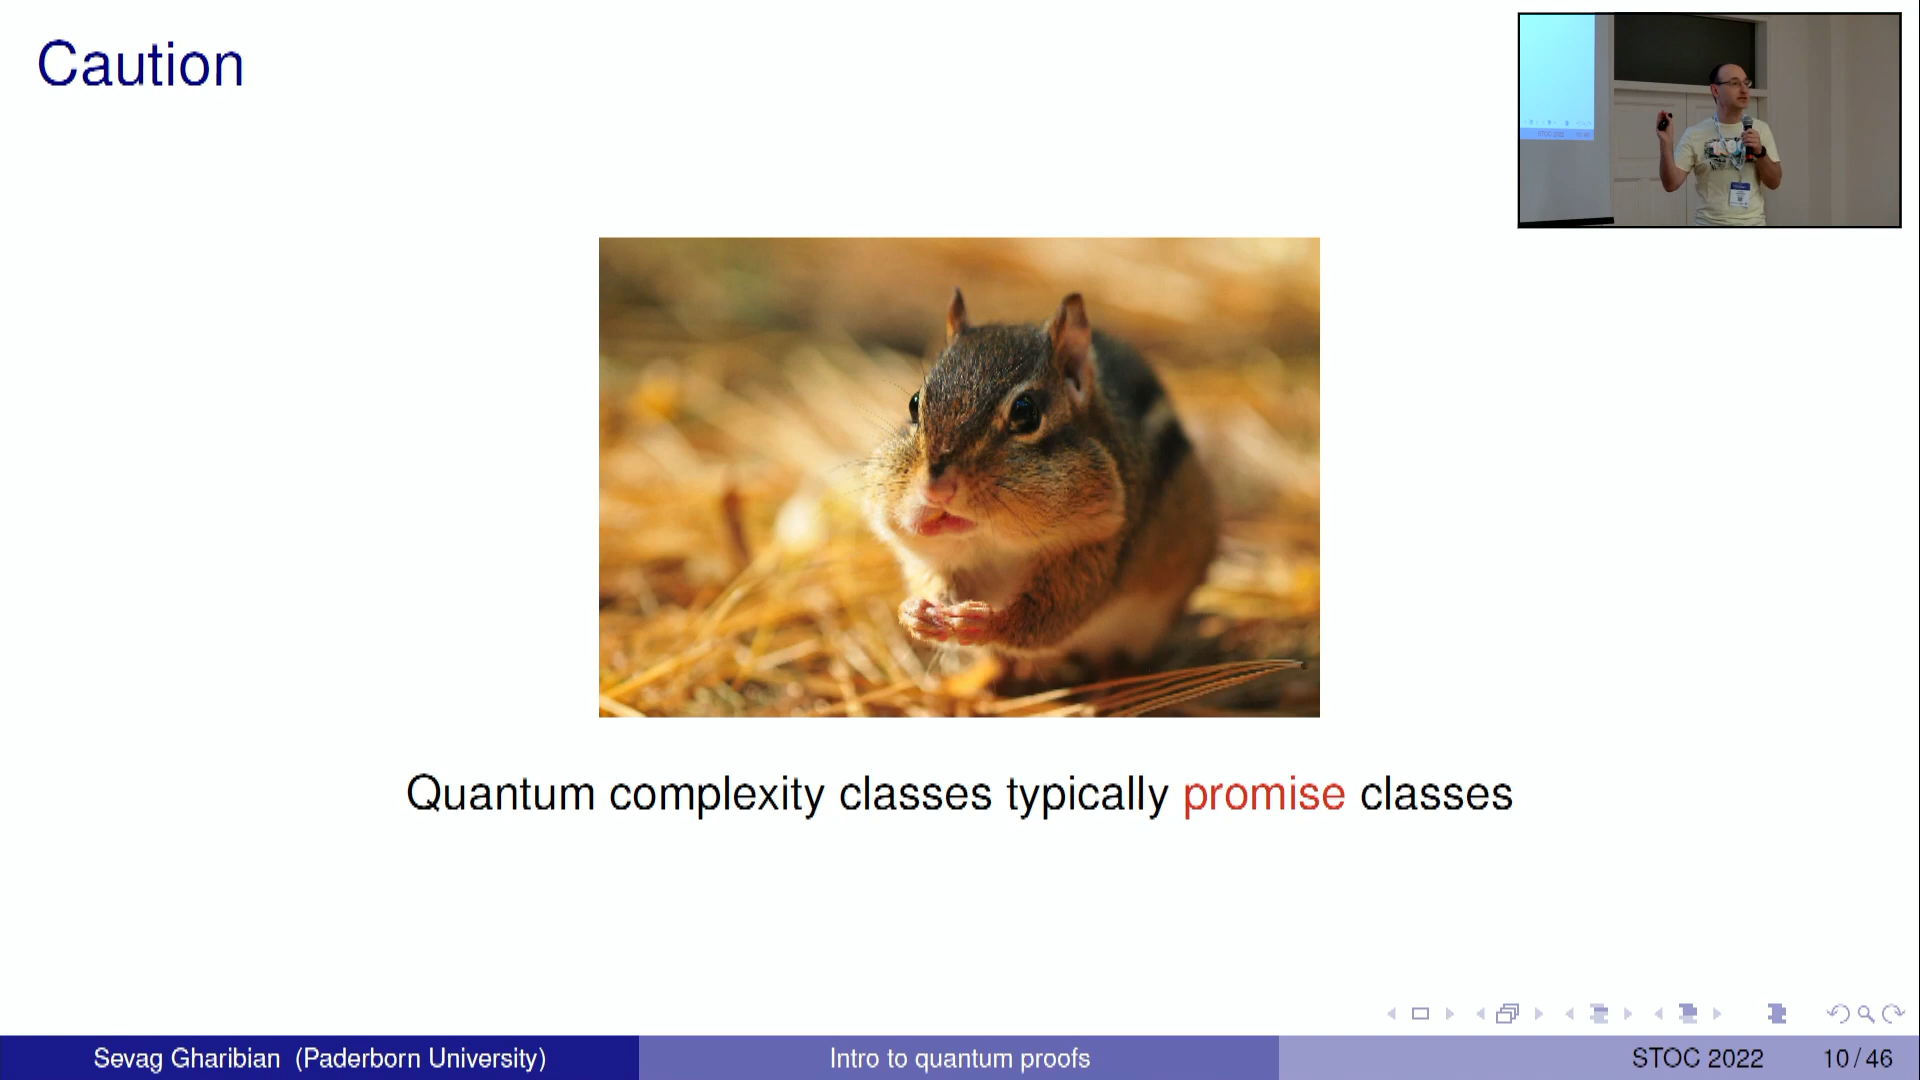 Caution
Quantum complexity classes typically promise classes
Sevag Gharibian (Paderborn University)
Intro to quantum proofs
STOC 2022
10 / 46